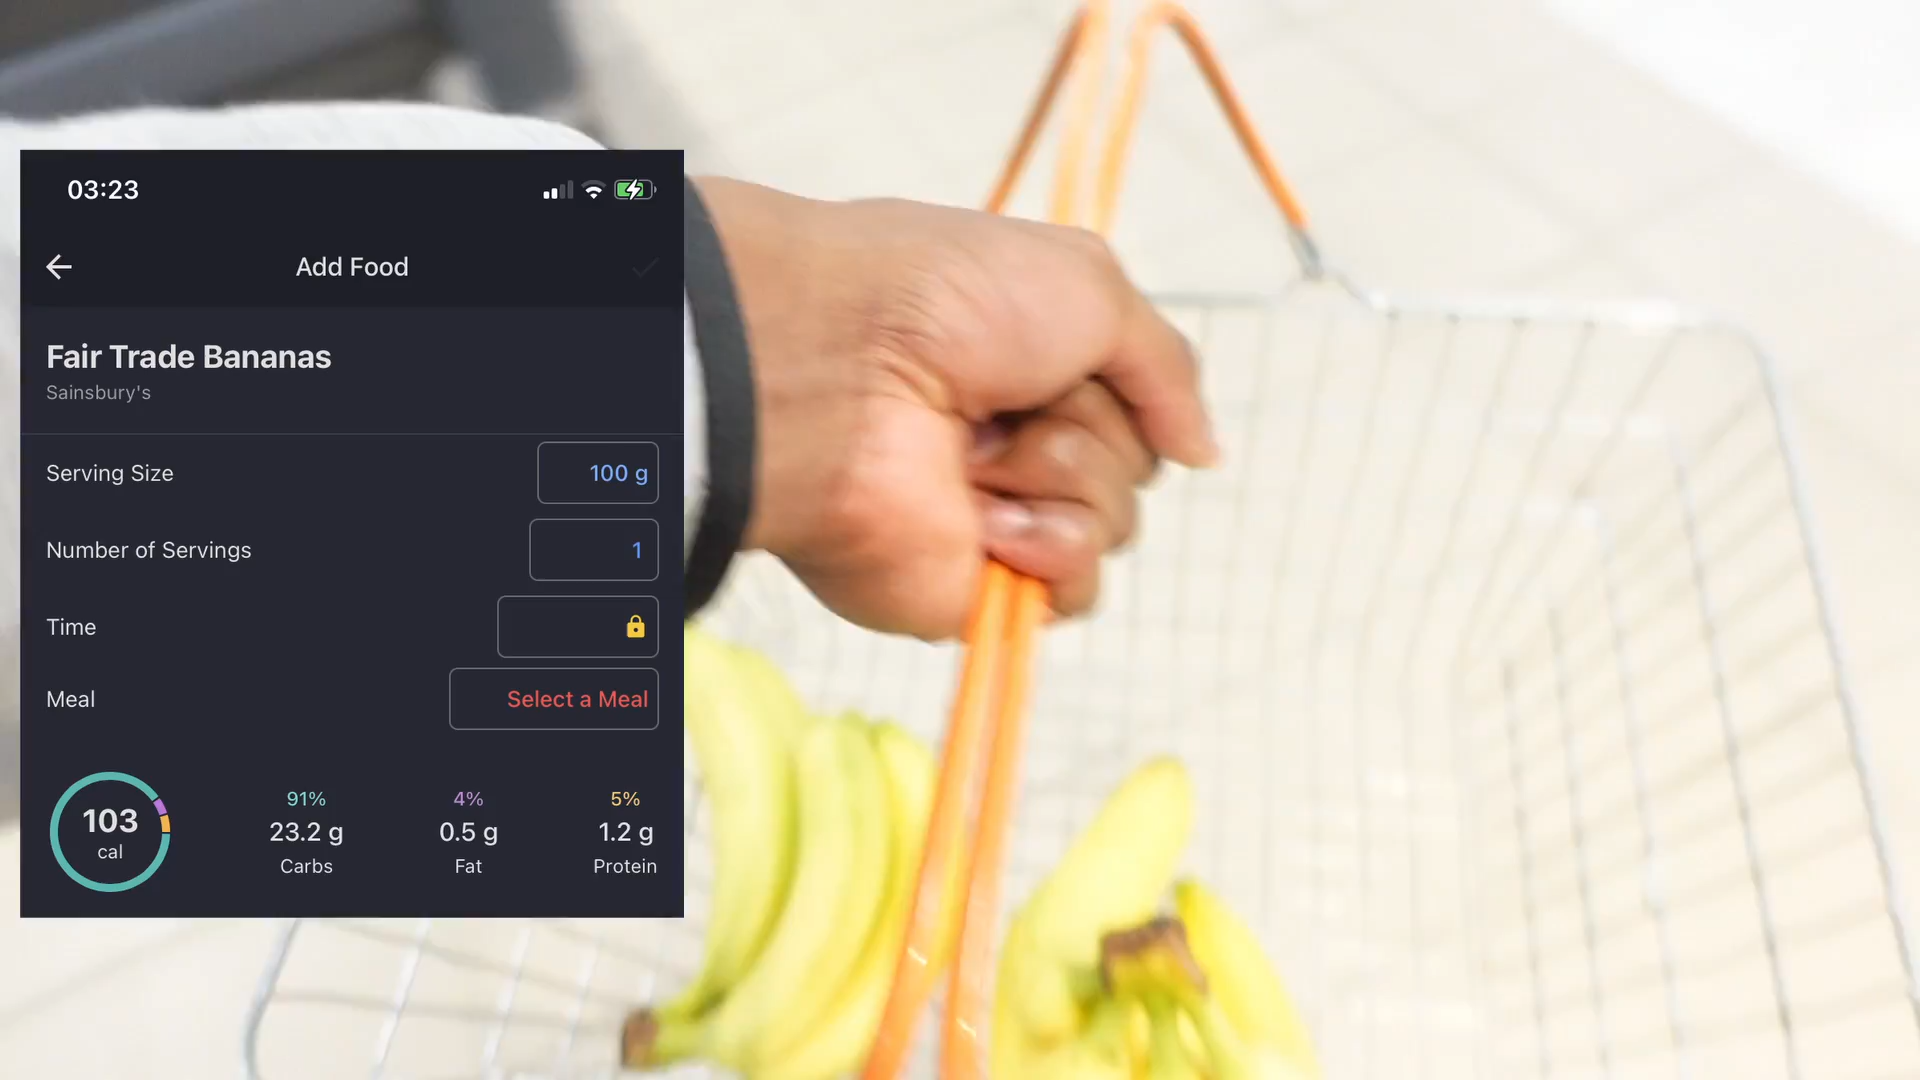 03:23
Add Food
Fair Trade Bananas
Sainsbury's
Serving Size
100 g
Number of Servings
1
Time
Meal
Select a Meal
103
cal
91%
23.2 g
Carbs
4%
0.5 g
Fat
5%
1.2 g
Protein